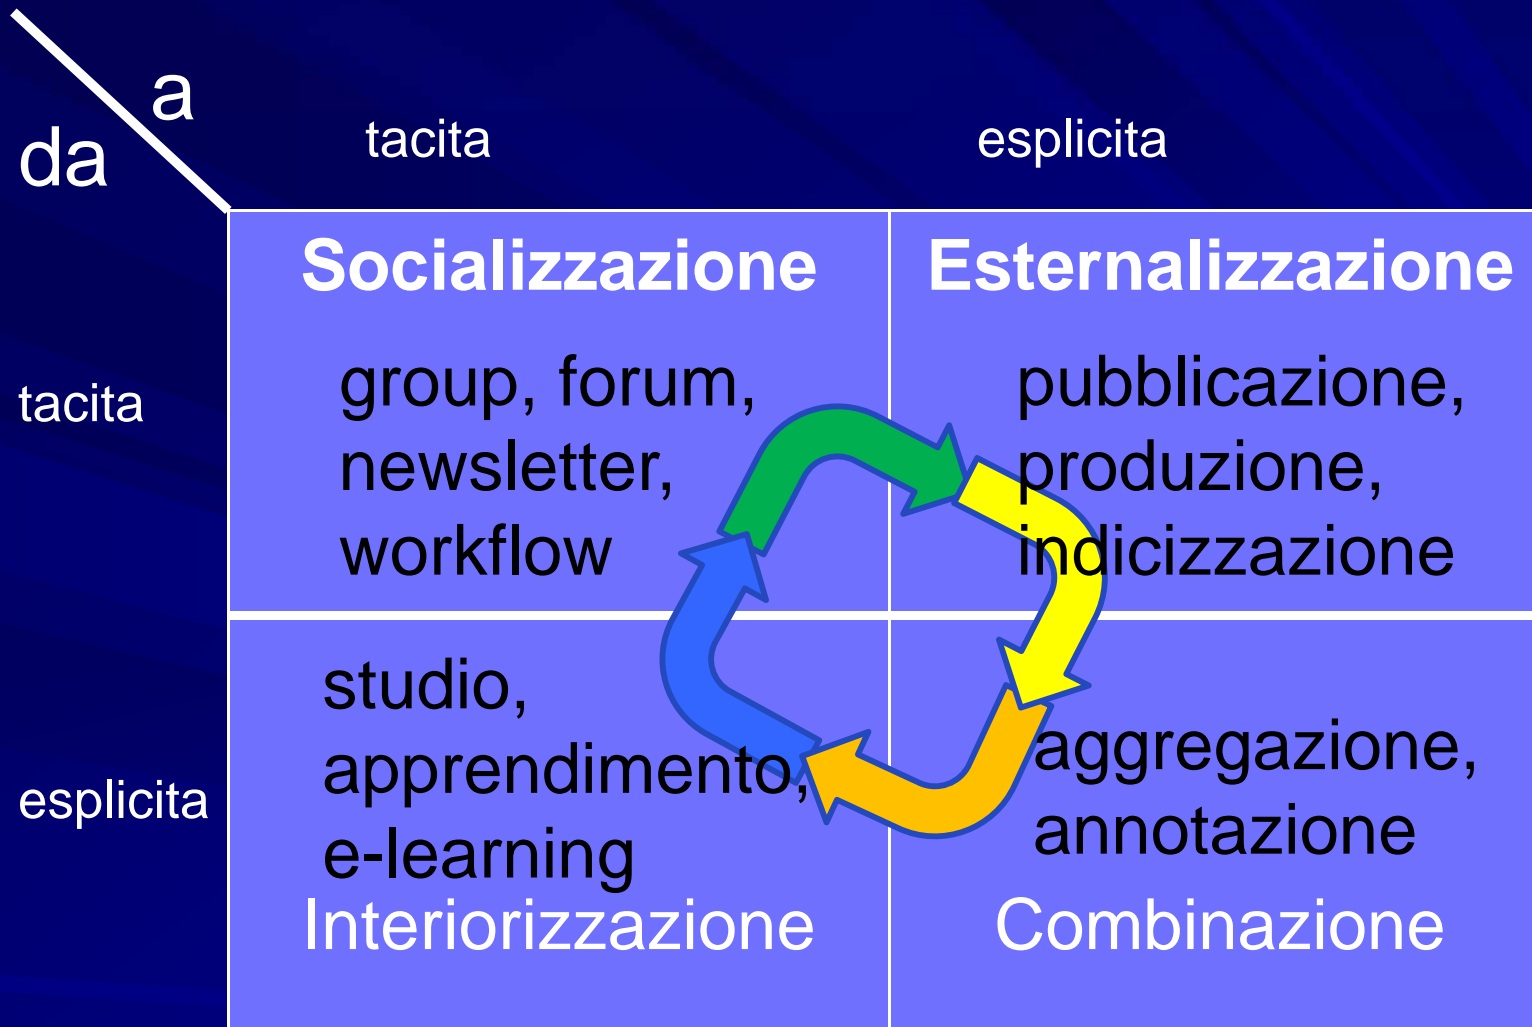 a
da
tacita
esplicita
Socializzazione
Esternalizzazione
tacita
group, forum,
newsletter,
workflow
pubblicazione,
produzione,
indicizzazione
esplicita
studio,
apprendimento,
e-learning
Interiorizzazione
aggregazione,
annotazione
Combinazione